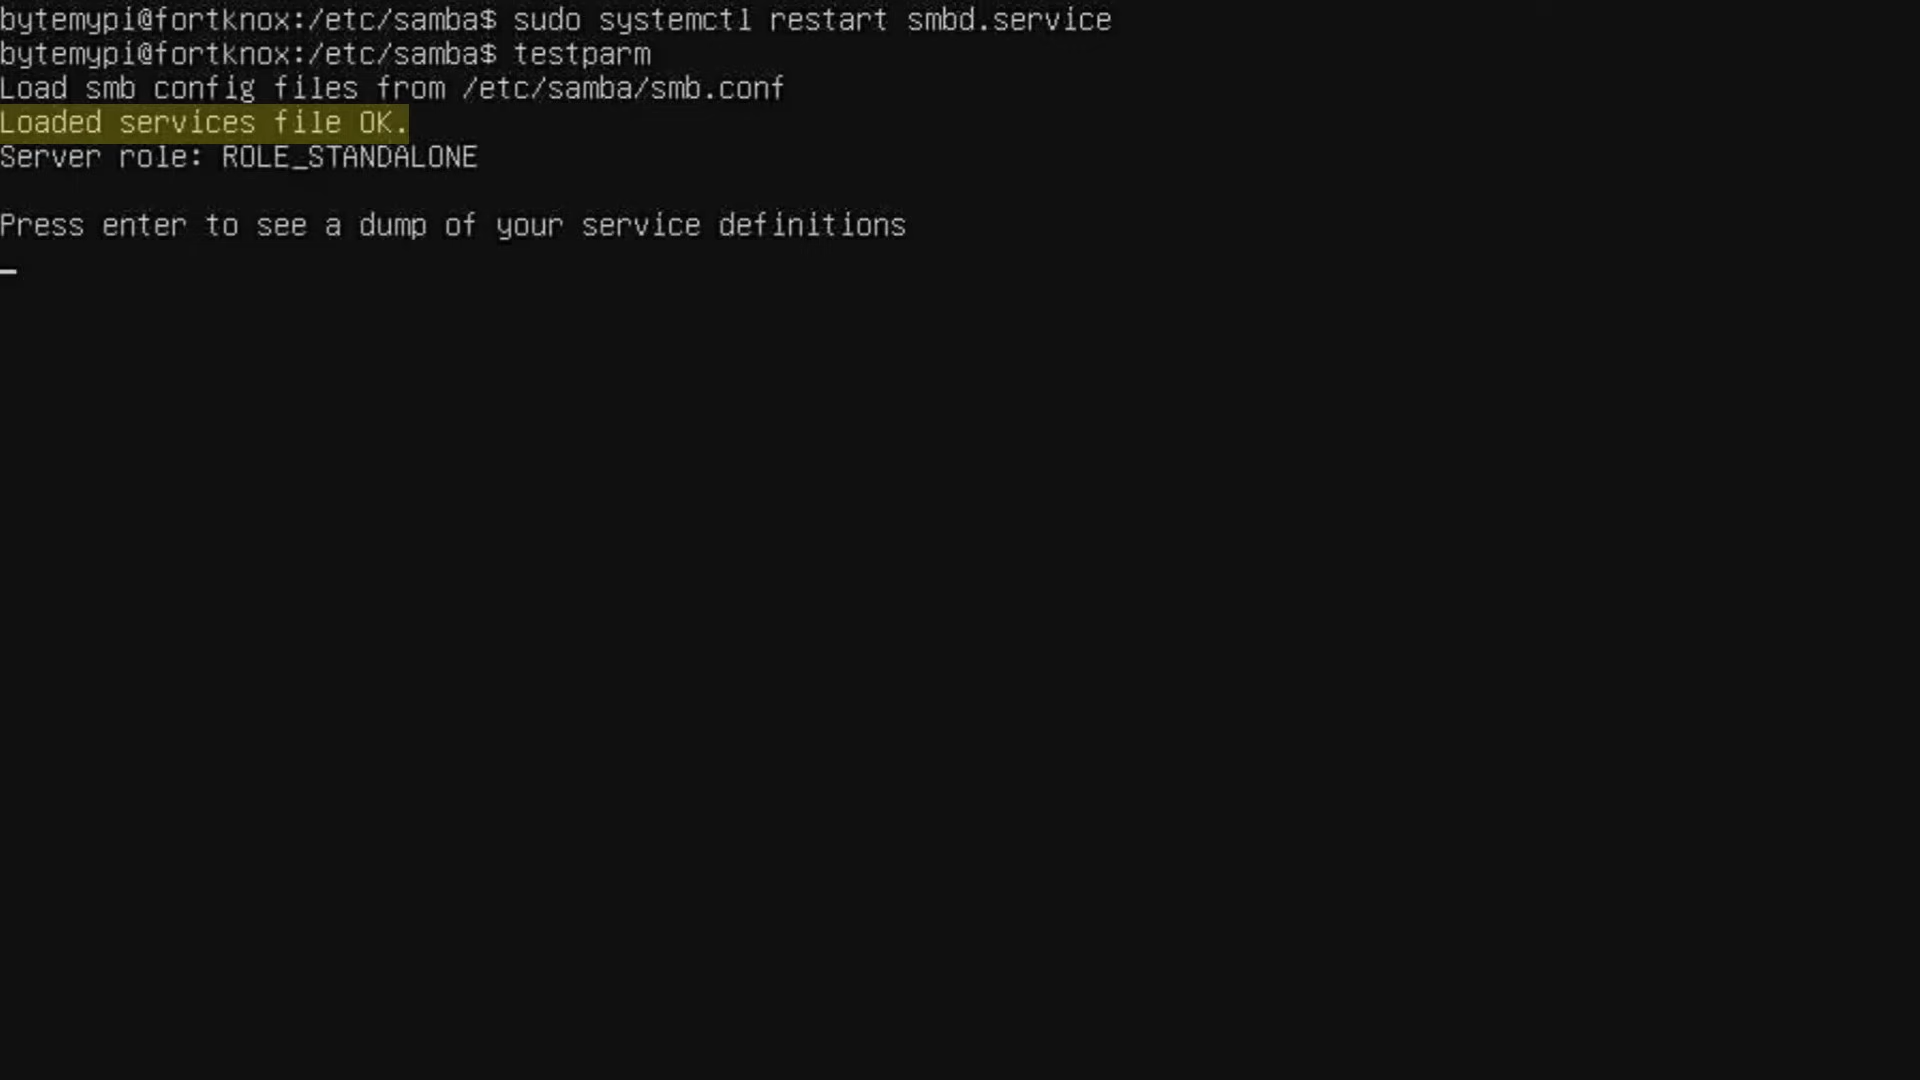 bytemypi@fortknox:/etc/samba$ sudo systemctl restart smbd.service
bytemypi@fortknox:/etc/samba$ testparm
Load smb config files from /etc/samba/smb.conf
Loaded services file OK.
Server role: ROLE_STANDALONE
Press enter to see a dump of your service definitions